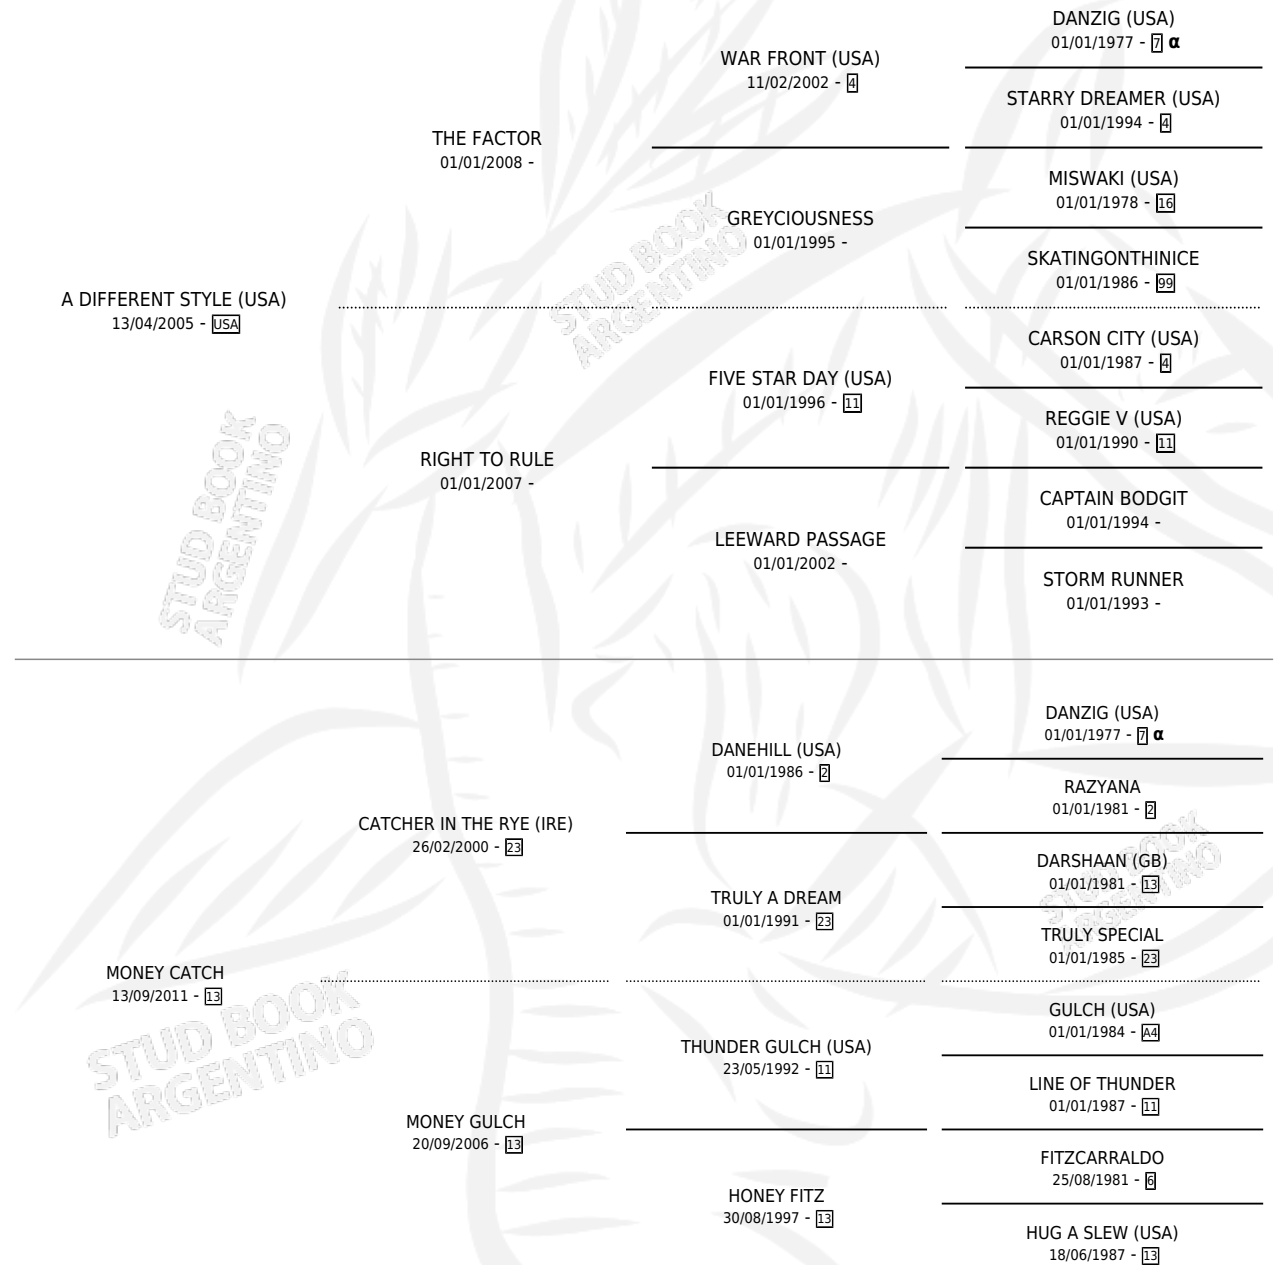 DANZIG (USA)
01/01/1977 - 7 α
WAR FRONT (USA)
11/02/2002 - 4
STARRY DREAMER (USA)
01/01/1994 - 4
THE FACTOR
01/01/2008 -
MISWAKI (USA)
01/01/1978 - 16
GREYCIOUSNESS
01/01/1995 -
SKATINGONTHINICE
01/01/1986 - 99
A DIFFERENT STYLE (USA)
13/04/2005 - USA
STUD BOOK
ARGENTINO
CARSON CITY (USA)
01/01/1987 - 4
FIVE STAR DAY (USA)
01/01/1996 - 11
REGGIE V (USA)
01/01/1990 - 11
RIGHT TO RULE
01/01/2007 -
CAPTAIN BODGIT
01/01/1994 -
LEEWARD PASSAGE
01/01/2002 -
STORM RUNNER
01/01/1993 -
STUD BOOK
ARGENTINO
DANZIG (USA)
01/01/1977 - 7 α
DANEHILL (USA)
01/01/1986 - 2
RAZYANA
01/01/1981 - 2
CATCHER IN THE RYE (IRE)
26/02/2000 - 23
DARSHAAN (GB)
01/01/1981 - 13
TRULY A DREAM
01/01/1991 - 23
TRULY SPECIAL
01/01/1985 - 23
STUD BOOK
ARGENTINO
MONEY CATCH
13/09/2011 - 13
GULCH (USA)
01/01/1984 - A4
THUNDER GULCH (USA)
23/05/1992 - 11
LINE OF THUNDER
01/01/1987 - 11
STUD BOOK
ARGENTINO
MONEY GULCH
20/09/2006 - 13
FITZCARRALDO
25/08/1981 - 6
HONEY FITZ
30/08/1997 - 13
HUG A SLEW (USA)
18/06/1987 - 13